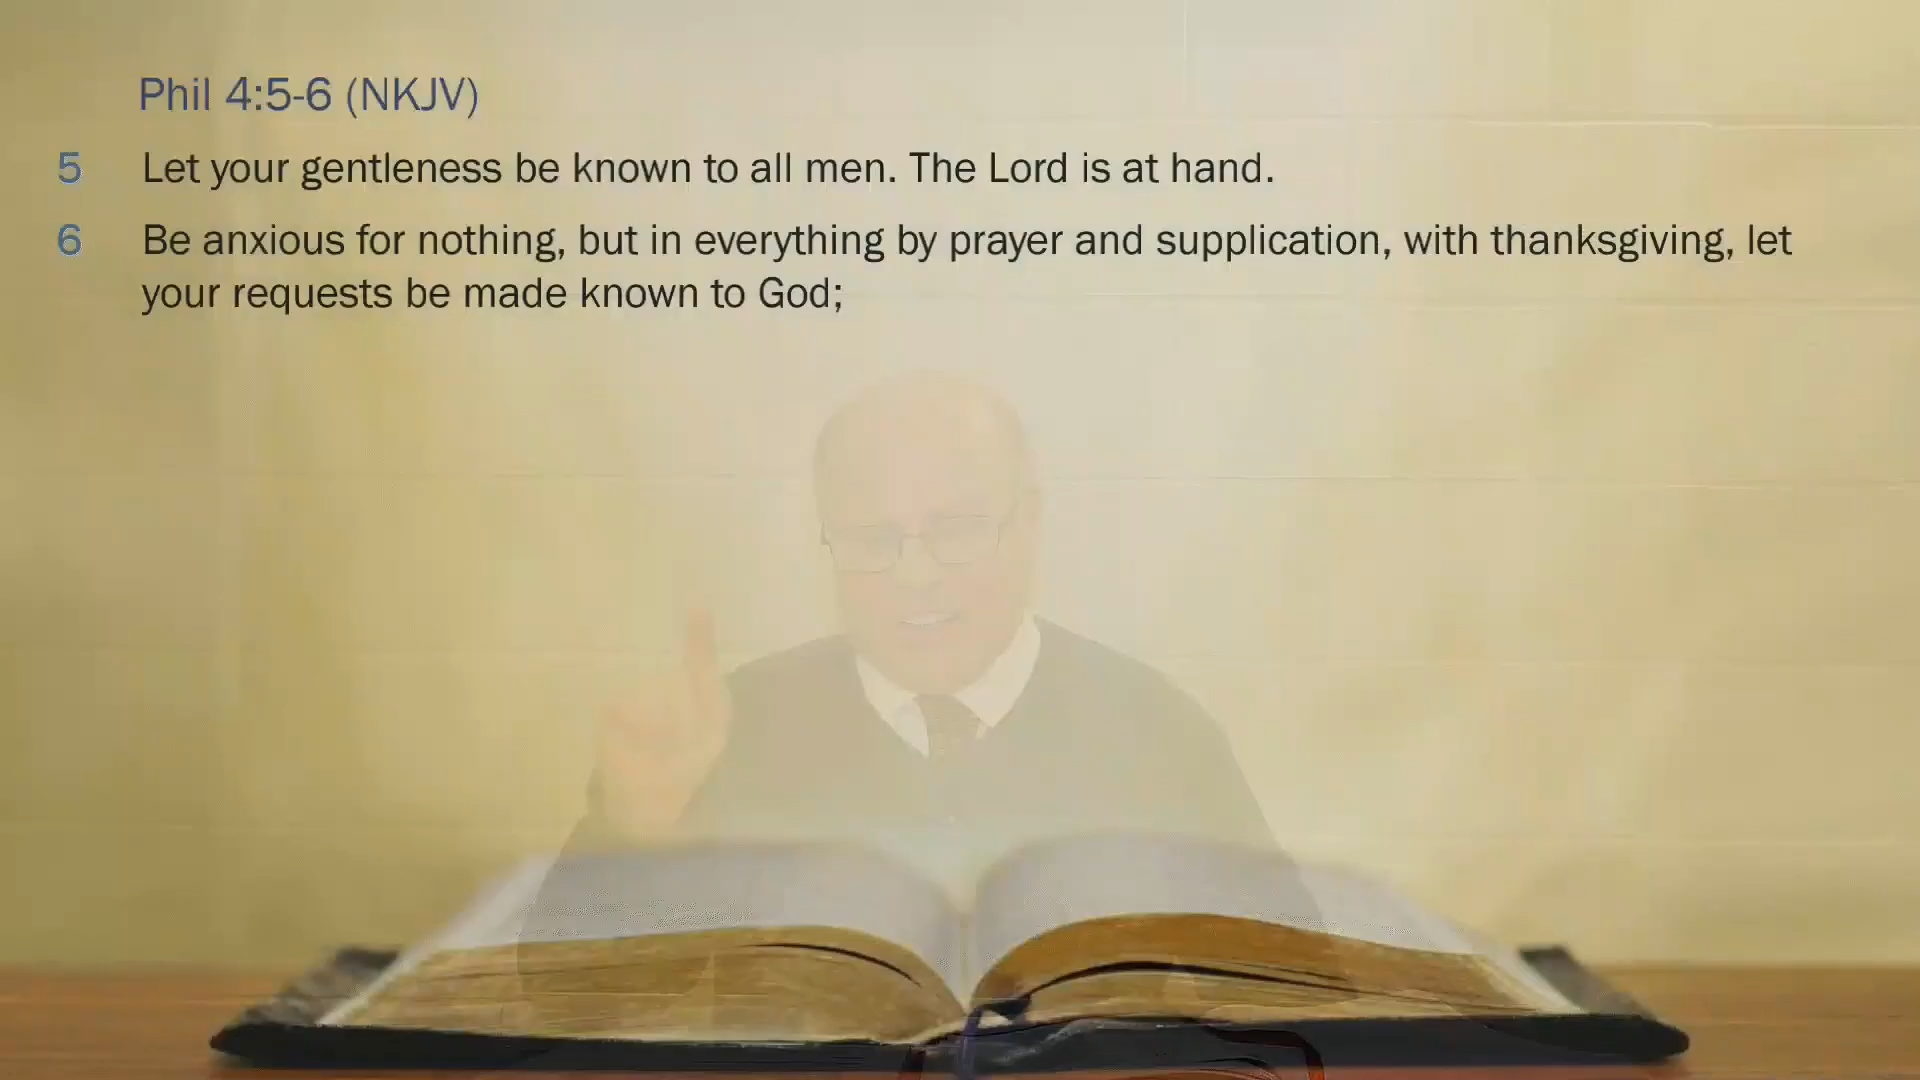 Phil 4:5-6 (NKJV)
5 Let your gentleness be known to all men. The Lord is at hand.
6 Be anxious for nothing, but in everything by prayer and supplication, with thanksgiving, let
your requests be made known to God;